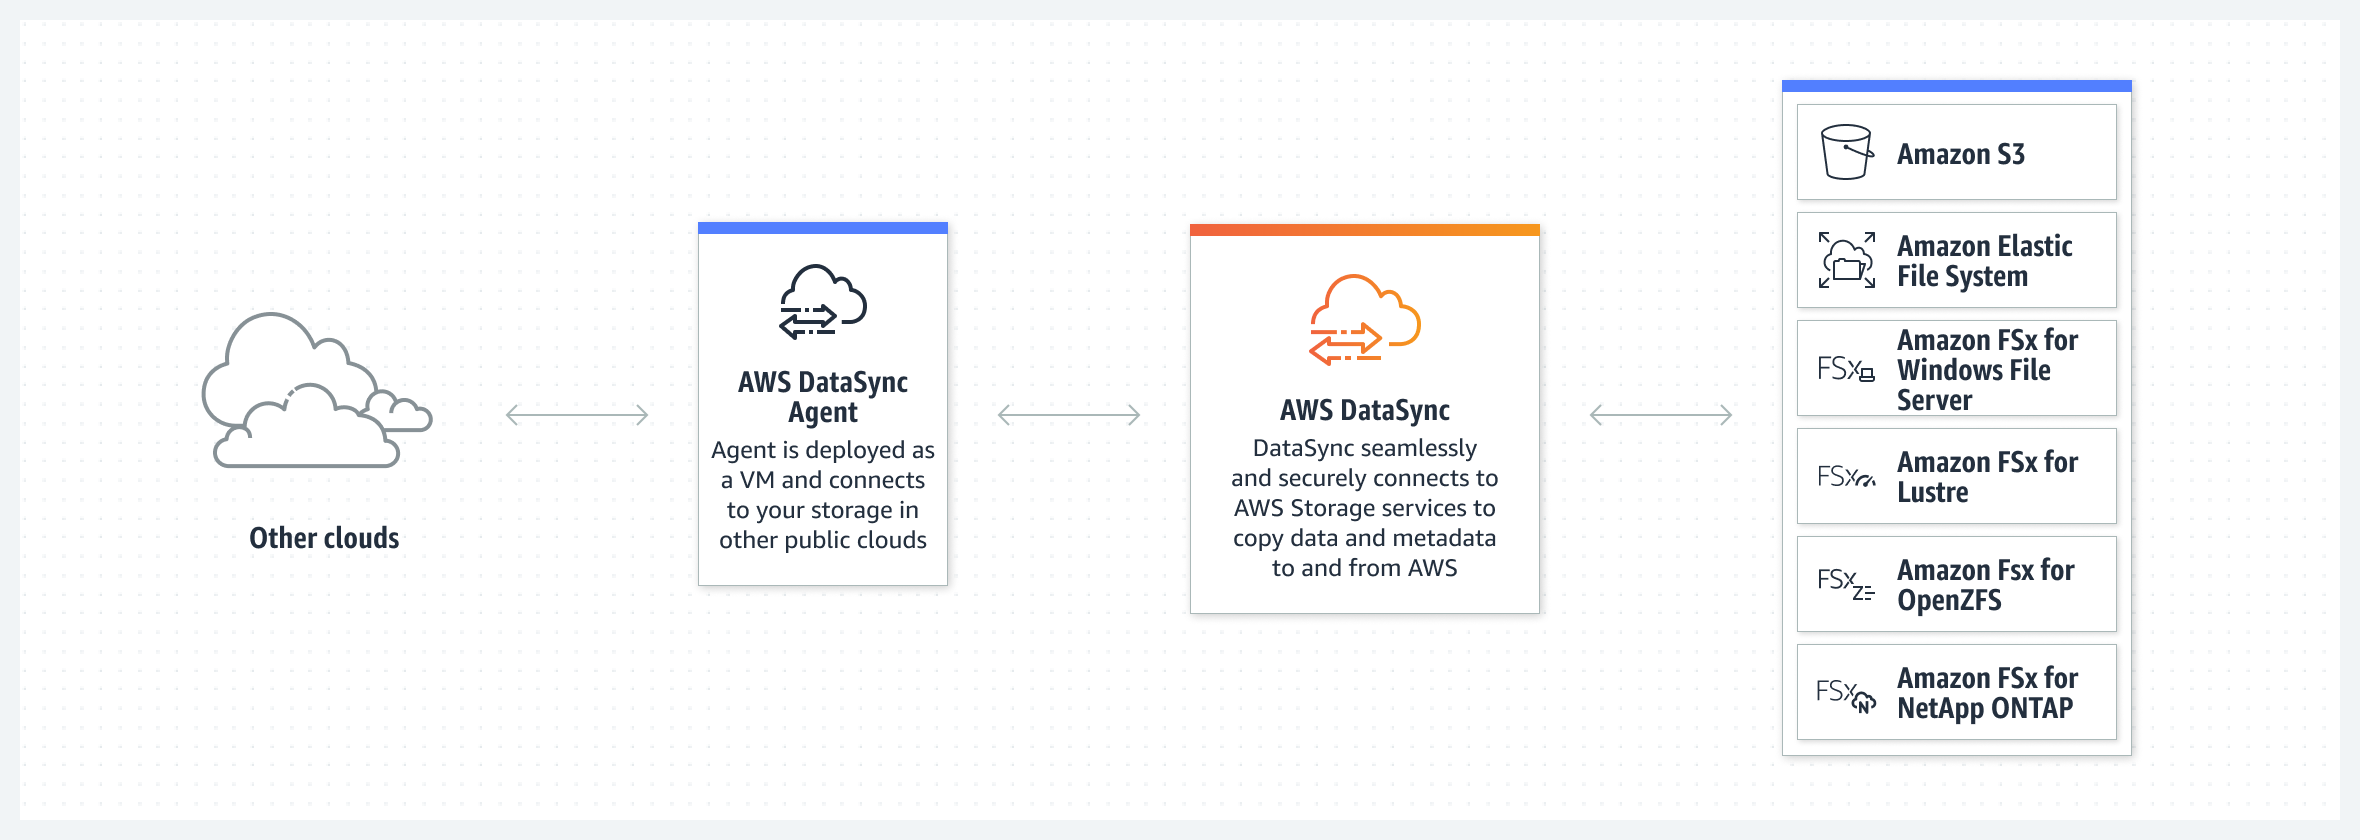 Other clouds
AWS DataSync
Agent
Agent is deployed as
a VM and connects
to your storage in
other public clouds
AWS DataSync
DataSync seamlessly
and securely connects to
AWS Storage services to
copy data and metadata
to and from AWS
Amazon S3
Amazon Elastic
File System
FSx
Amazon FSx for
Windows File
Server
FSx
Amazon FSx for
Lustre
FSx
Z
Amazon Fsx for
OpenZFS
FSx
N
Amazon FSx for
NetApp ONTAP